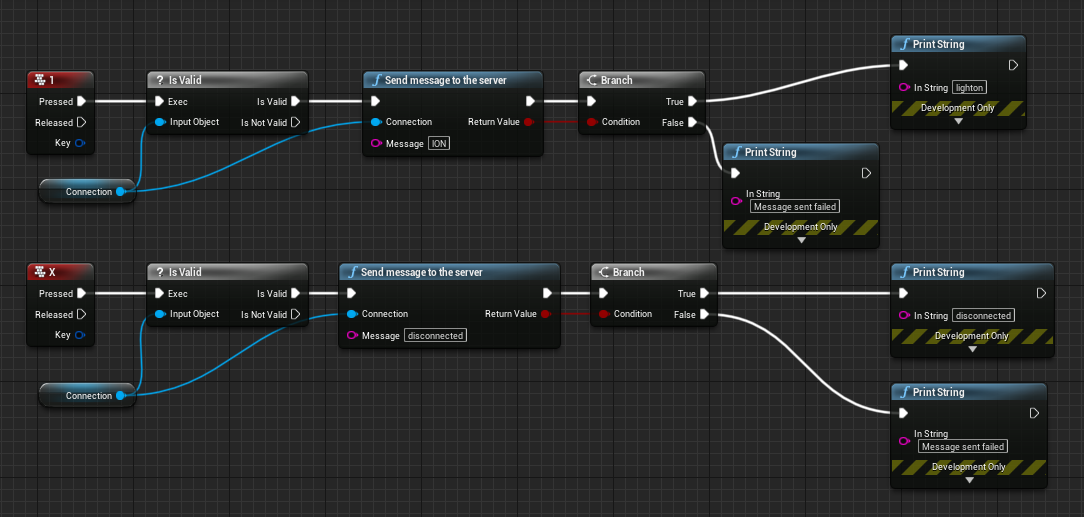 1
Pressed
Released
Key
? Is Valid
Exec
Is Valid
Input Object
Is Not Valid
Connection
f Send message to the server
Connection
Return Value
Message
ION
Branch
True
Condition
False
f Print String
In String
lighton
Development Only
f Print String
In String
Message sent failed
Development Only
X
Pressed
Released
Key
? Is Valid
Exec
Is Valid
Input Object
Is Not Valid
Connection
f Send message to the server
Connection
Return Value
Message
disconnected
Branch
True
Condition
False
f Print String
In String
disconnected
Development Only
f Print String
In String
Message sent failed
Development Only